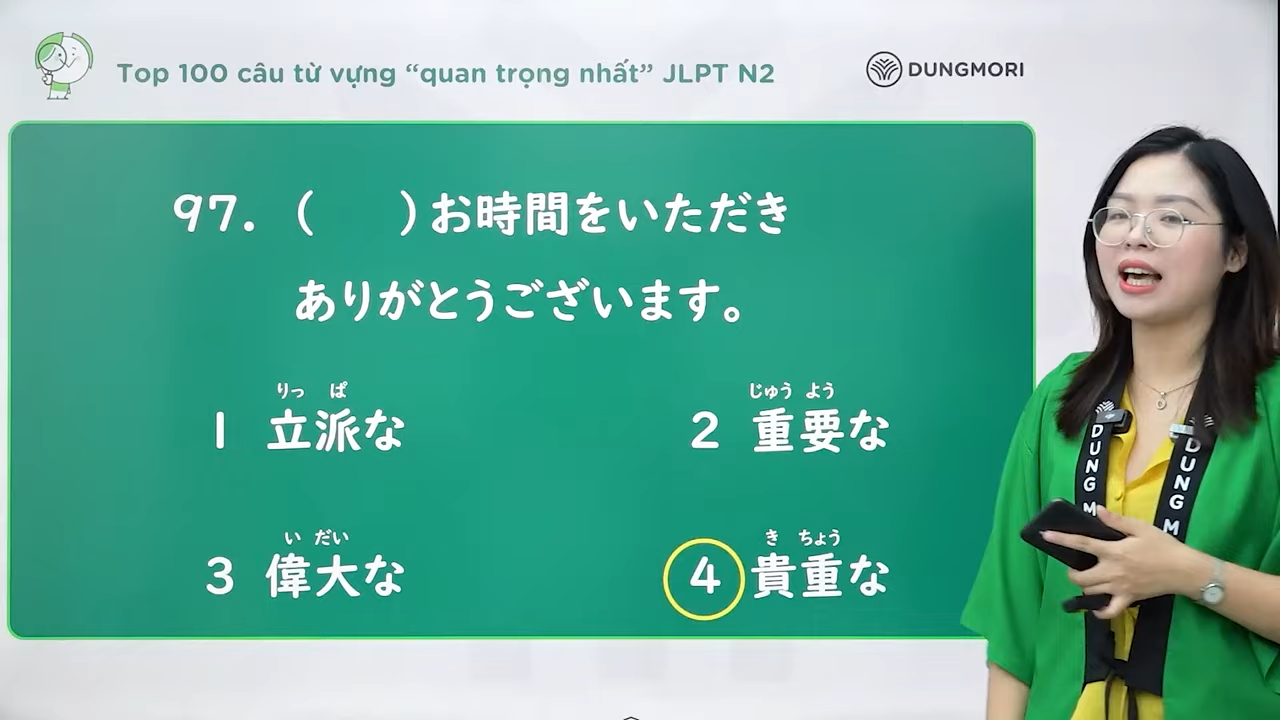 Top 100 câu từ vựng “quan trọng nhất” JLPT N2
DUNGMORI
97. (      ) お時間をいただき
ありがとうございます。
りっ ぱ
1 立派な
じゅう よう
2 重要な
い だい
3 偉大な
き ちょう
4 貴重な
DUNG M
DUNG M